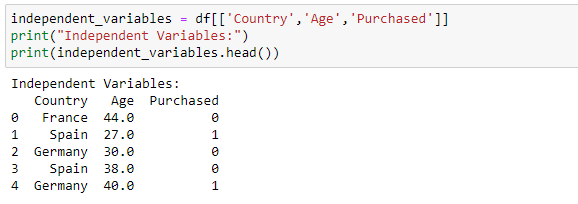 independent_variables = df[['Country','Age','Purchased']]
print("Independent Variables:")
print(independent_variables.head())
Independent Variables:
   Country   Age  Purchased
0   France  44.0          0
1    Spain  27.0          1
2  Germany  30.0          0
3    Spain  38.0          0
4  Germany  40.0          1